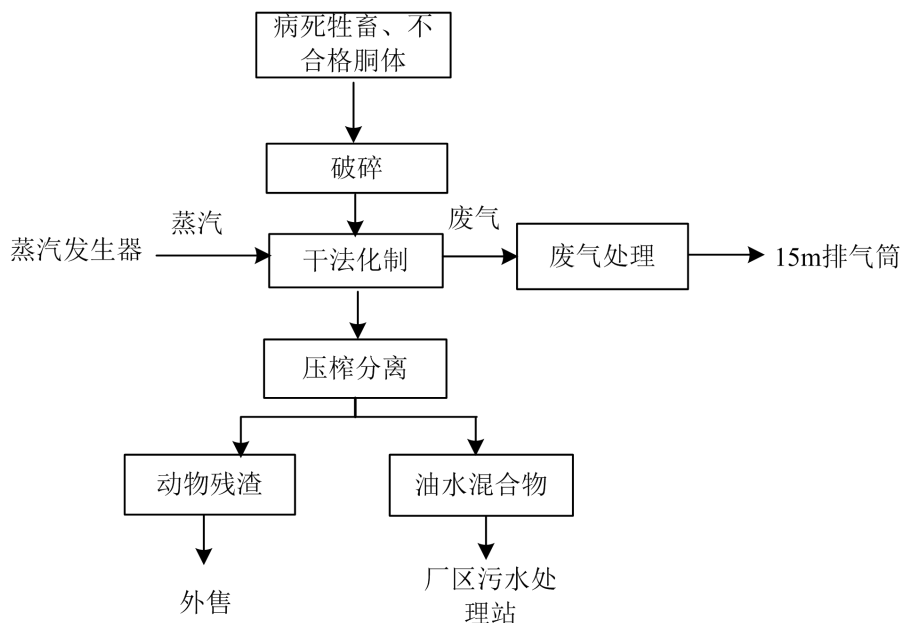 病死牲畜、不
合格胴体
破碎
蒸汽
废气
蒸汽发生器
干法化制
废气处理
15m排气筒
压榨分离
动物残渣
油水混合物
外售
厂区污水处
理站